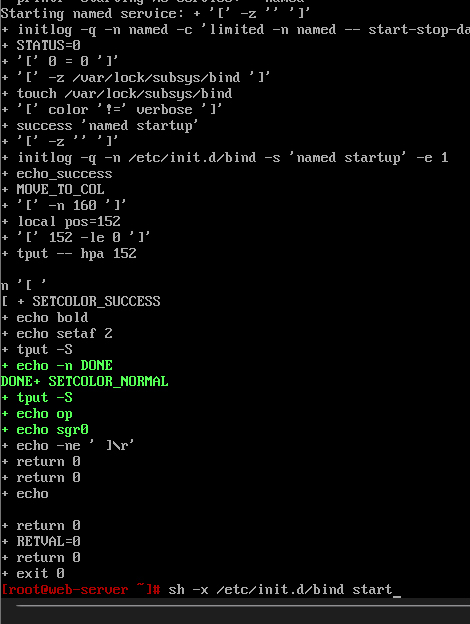 Starting named service: + '[' -z '' ']'
+ initlog -q -n named -c 'limited -n named -- start-stop-da
+ STATUS=0
+ '[' 0 = 0 ']'
+ '[' -z /var/lock/subsys/bind ']'
+ touch /var/lock/subsys/bind
+ '[' color '!=' verbose ']'
+ success 'named startup'
+ '[' -z '' ']'
+ initlog -q -n /etc/init.d/bind -s 'named startup' -e 1
+ echo_success
+ MOVE_TO_COL
+ '[' -n 160 ']'
+ local pos=152
+ '[' 152 -le 0 ']'
+ tput -- hpa 152
n '[ '
[ + SETCOLOR_SUCCESS
+ echo bold
+ echo setaf 2
+ tput -S
+ echo -n DONE
DONE+ SETCOLOR_NORMAL
+ tput -S
+ echo op
+ echo sgr0
+ echo -ne ' ]\r'
+ return 0
+ return 0
+ echo
+ return 0
+ RETVAL=0
+ return 0
+ exit 0
[root@web-server ~]# sh -x /etc/init.d/bind start_